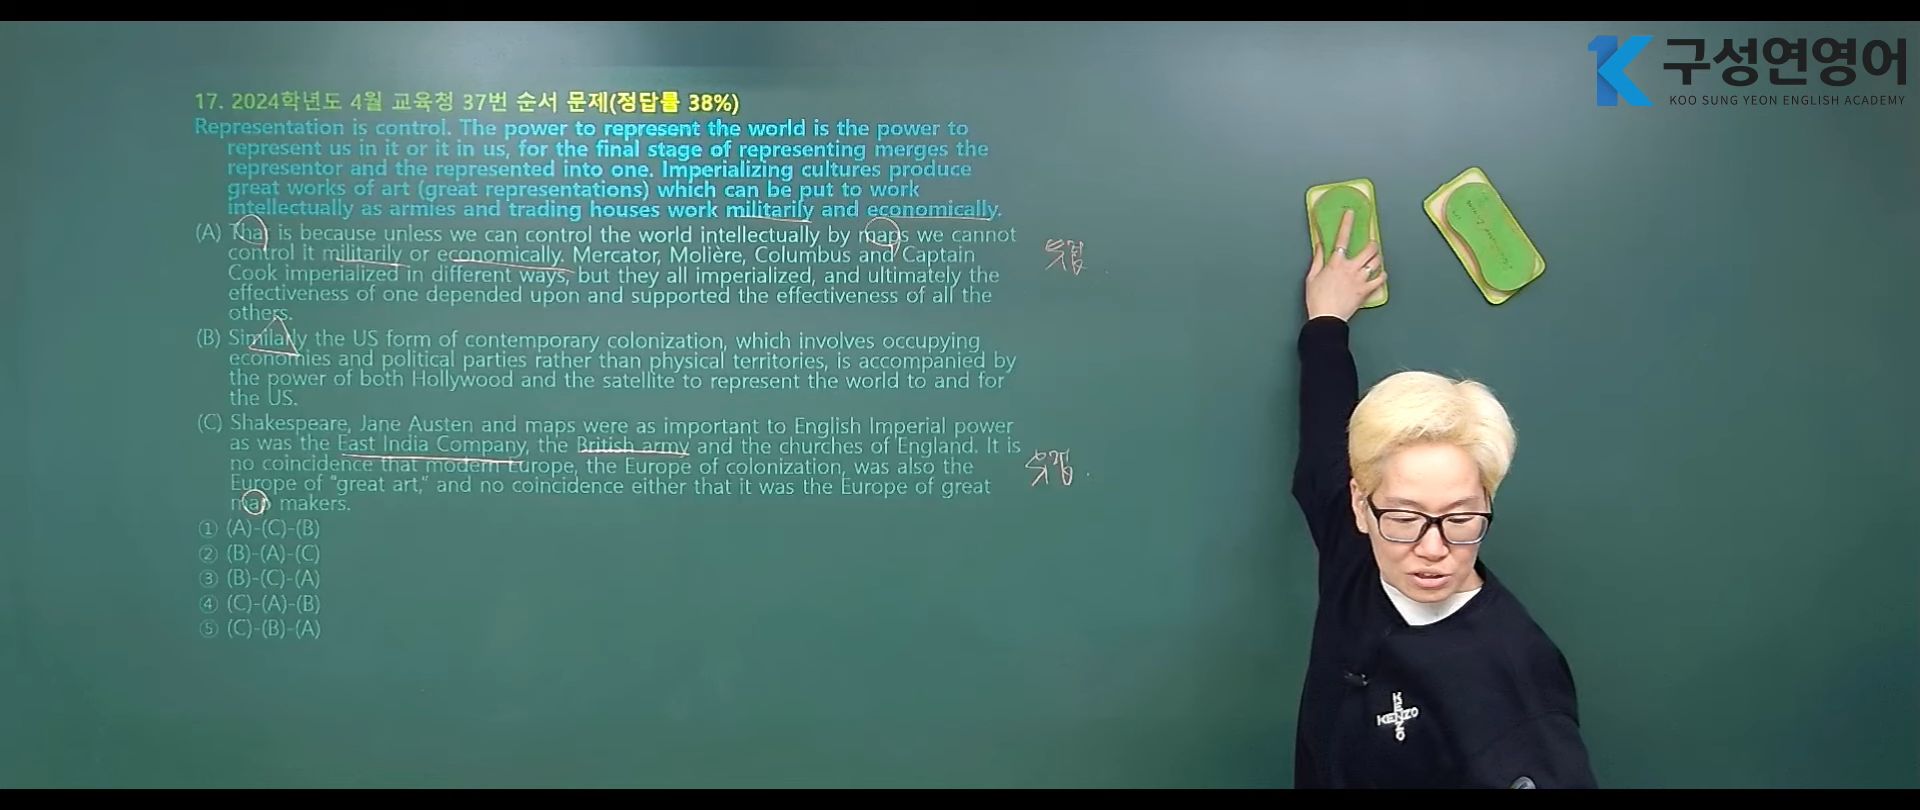 구성연영어
KOO SUNG YEON ENGLISH ACADEMY
17. 2024학년도 4월 교육청 37번 순서 문제(정답률 38%)
Representation is control. The power to represent the world is the power to
represent us in it or it in us, for the final stage of representing merges the
representor and the represented into one. Imperializing cultures produce
great works of art (great representations) which can be put to work
intellectually as armies and trading houses work militarily and economically.
(A) That is because unless we can control the world intellectually by maps we cannot
control it militarily or economically. Mercator, Molière, Columbus and Captain
Cook imperialized in different ways, but they all imperialized, and ultimately the
effectiveness of one depended upon and supported the effectiveness of all the
others.
(B) Similarly the US form of contemporary colonization, which involves occupying
economies and political parties rather than physical territories, is accompanied by
the power of both Hollywood and the satellite to represent the world to and for
the US.
(C) Shakespeare, Jane Austen and maps were as important to English Imperial power
as was the East India Company, the British army and the churches of England. It is
no coincidence that modern Europe, the Europe of colonization, was also the
Europe of “great art,” and no coincidence either that it was the Europe of great
map makers.
① (A)-(C)-(B)
② (B)-(A)-(C)
③ (B)-(C)-(A)
④ (C)-(A)-(B)
⑤ (C)-(B)-(A)
KENZO
KENZO